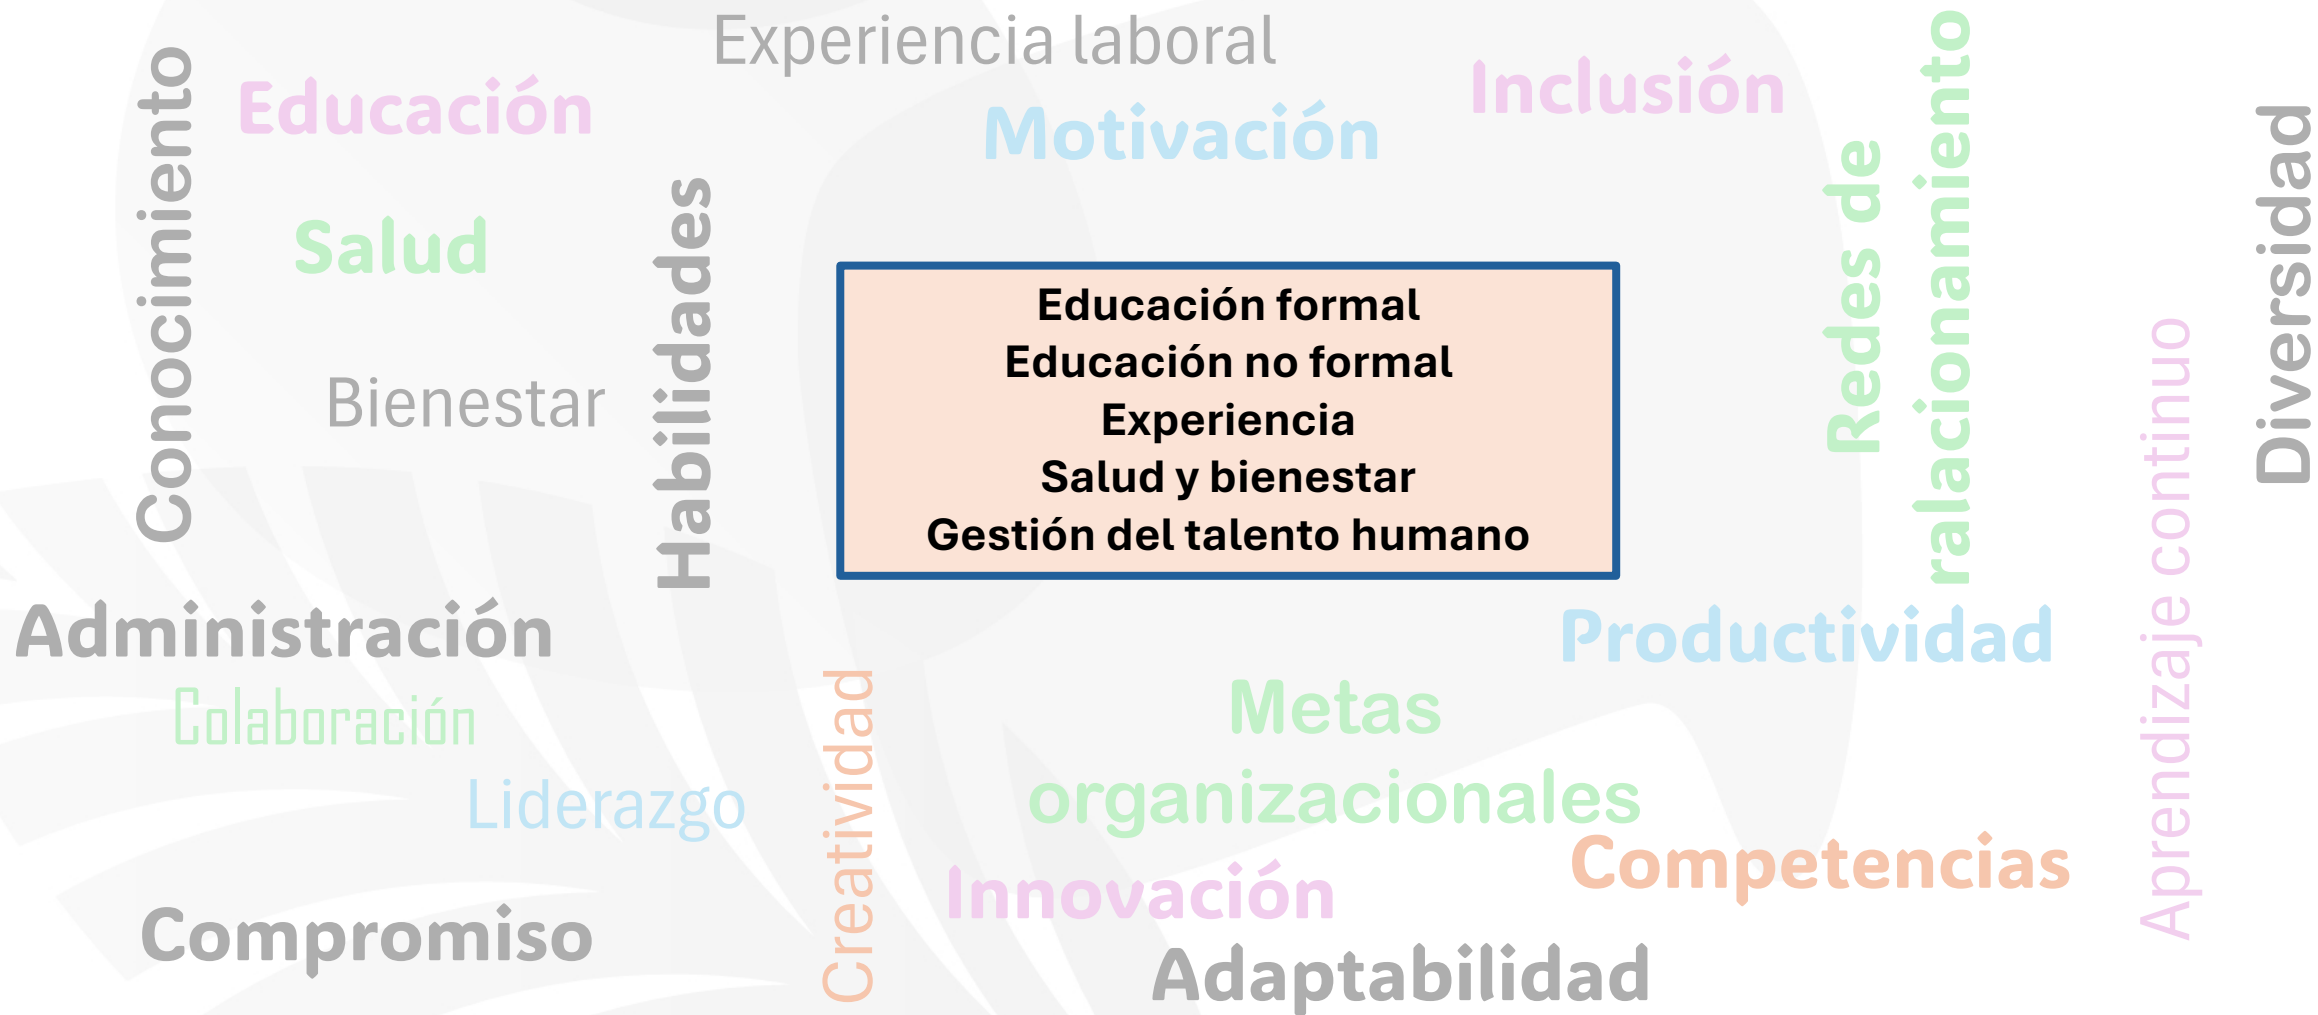 Experiencia laboral
Conocimiento
Educación
Motivación
Inclusión
Redes de
ralacionamiento
Diversidad
Salud
Habilidades
Bienestar
Educación formal
Educación no formal
Experiencia
Salud y bienestar
Gestión del talento humano
Aprendizaje continuo
Administración
Productividad
Colaboración
Creatividad
Metas
organizacionales
Liderazgo
Competencias
Innovación
Compromiso
Adaptabilidad